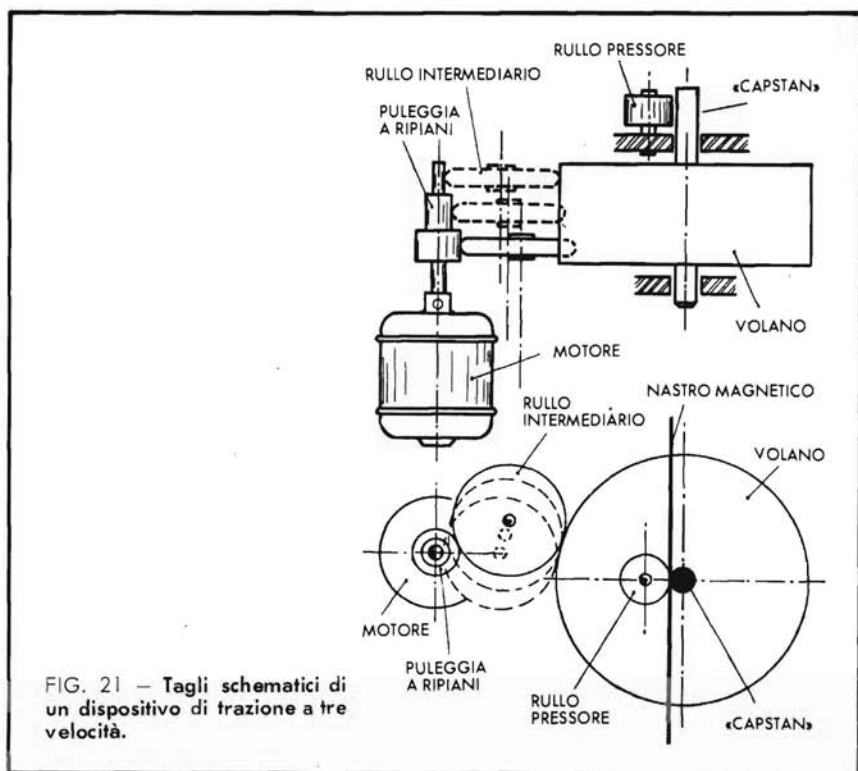 RULLO PRESSORE
RULLO INTERMEDIARIO
«CAPSTAN»
PULEGGIA
A RIPIANI
VOLANO
MOTORE
NASTRO MAGNETICO
RULLO
INTERMEDIÁRIO
VOLANO
MOTORE
PULEGGIA
A RIPIANI
RULLO
PRESSORE
«CAPSTAN»
FIG. 21 — Tagli schematici di
un dispositivo di trazione a tre
velocità.